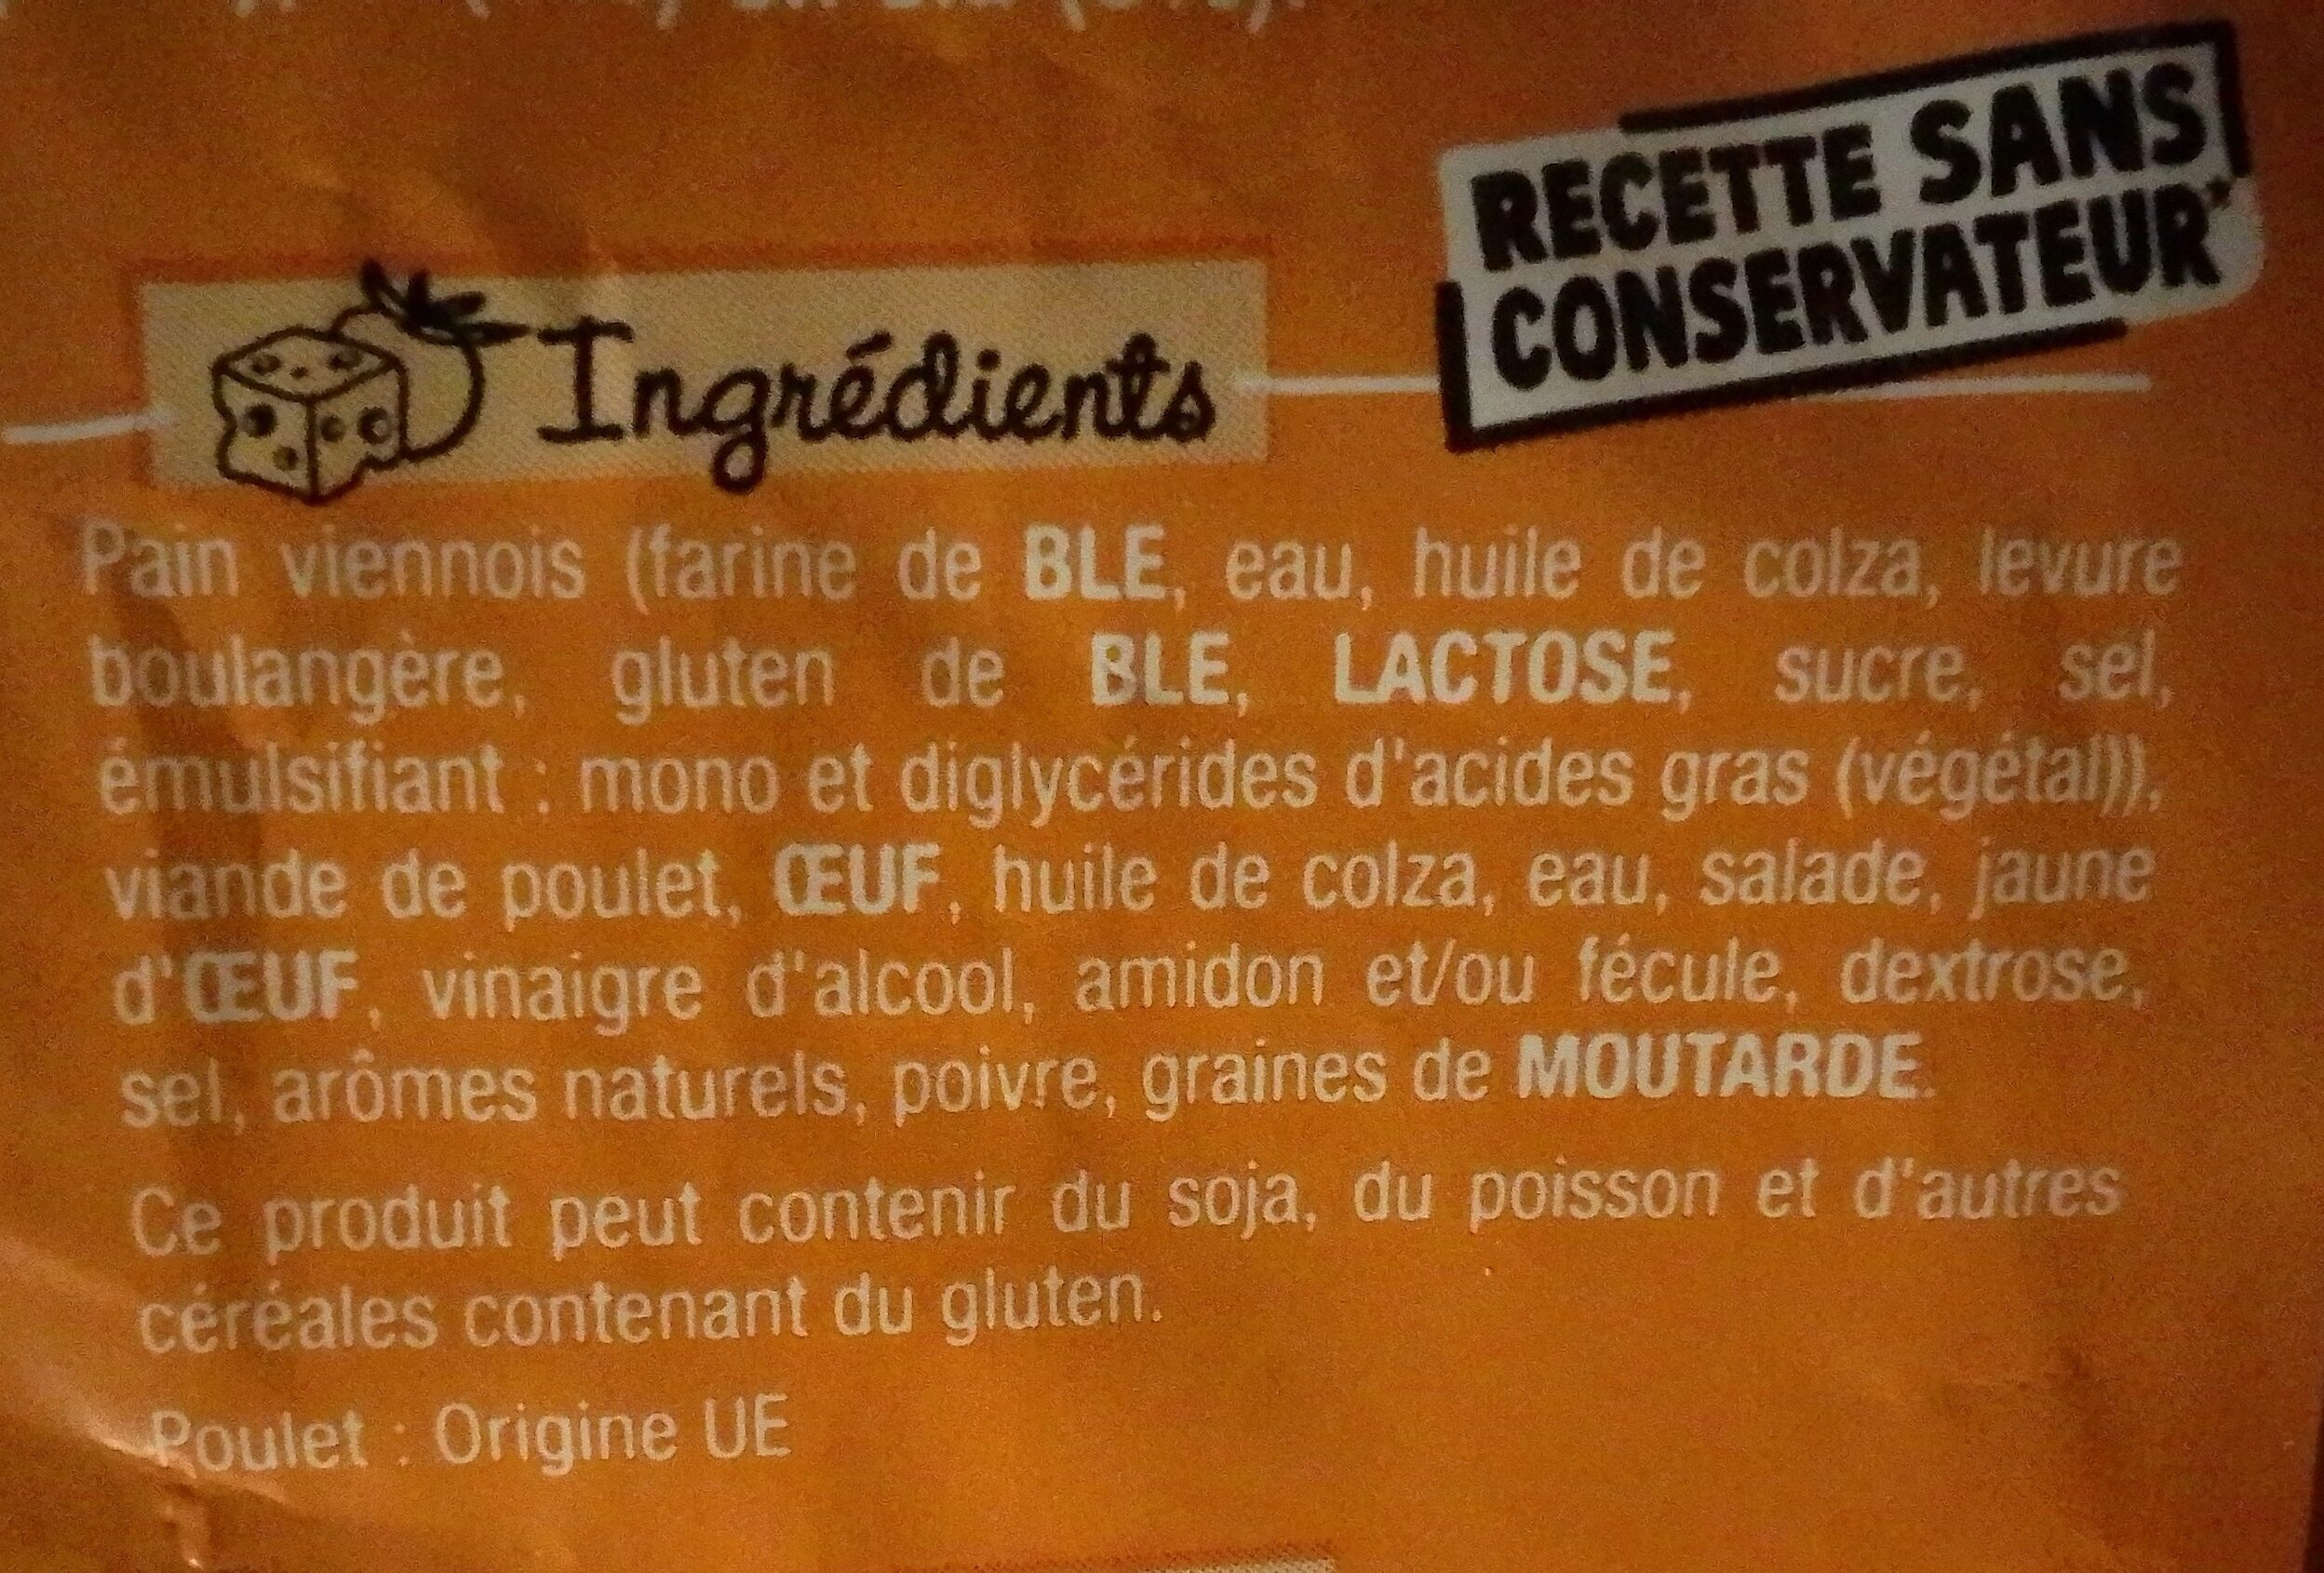 RECETTE SANS
CONSERVATEUR*
Ingrédients
Pain viennois (farine de BLE, eau, huile de colza, levure
boulangère, gluten de BLE, LACTOSE, sucre, sel,
émulsifiant : mono et diglycérides d'acides gras (végétal)),
viande de poulet, ŒUF, huile de colza, eau, salade, jaune
d'ŒUF, vinaigre d'alcool, amidon et/ou fécule, dextrose,
sel, arômes naturels, poivre, graines de MOUTARDE.
Ce produit peut contenir du soja, du poisson et d'autres
céréales contenant du gluten.
Poulet : Origine UE